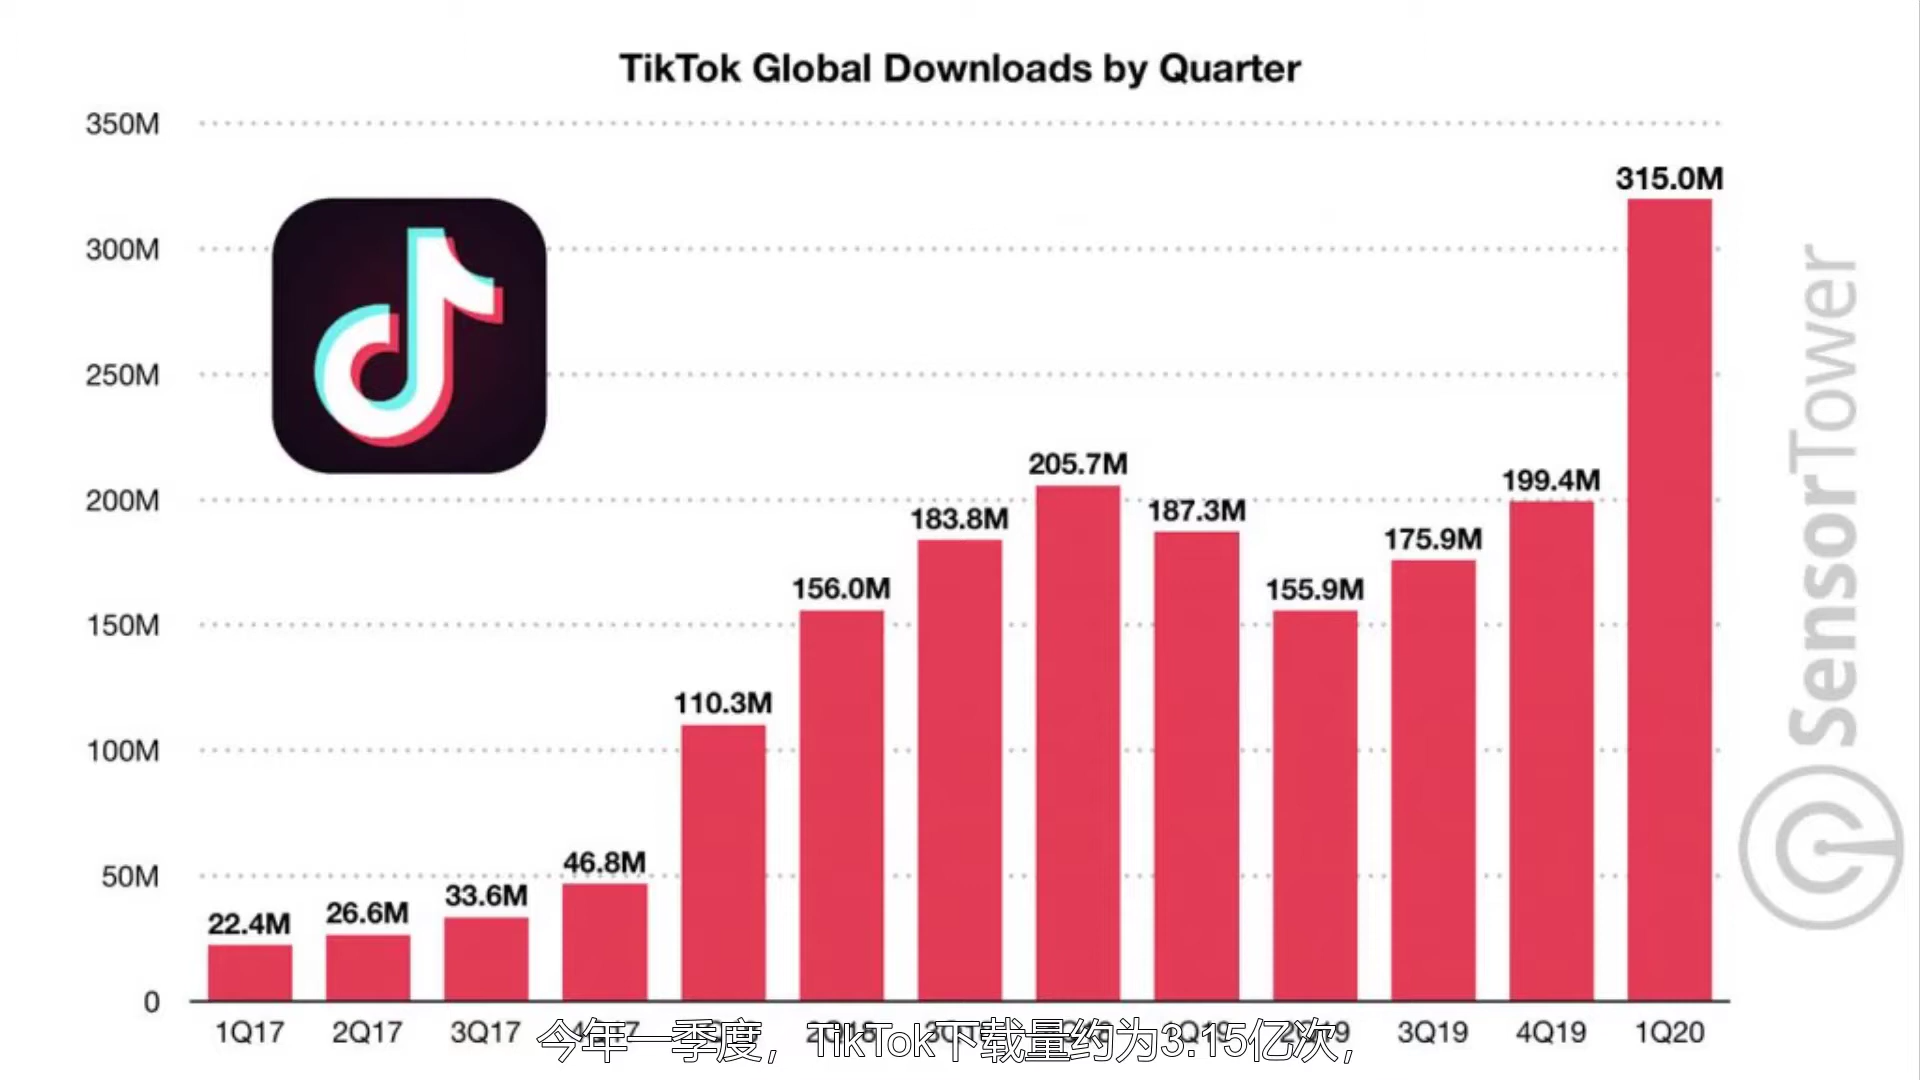 TikTok Global Downloads by Quarter
350M
300M
250M
200M
150M
100M
50M
0
22.4M
26.6M
33.6M
46.8M
110.3M
156.0M
183.8M
205.7M
187.3M
155.9M
175.9M
199.4M
315.0M
1Q17 2Q17 3Q17 3Q19 4Q19 1Q20
今年一季度，TikTok下载量约为3.15亿次，
SensorTower